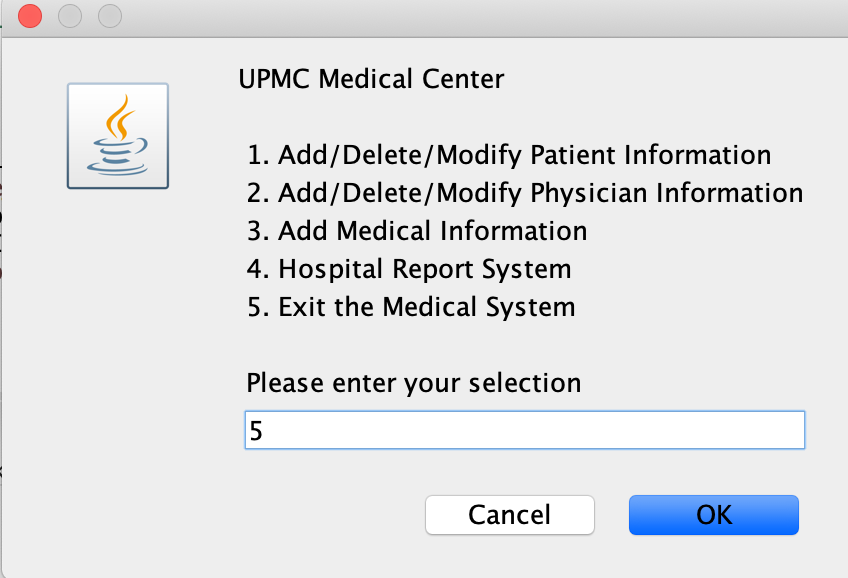 UPMC Medical Center
1. Add/Delete/Modify Patient Information
2. Add/Delete/Modify Physician Information
3. Add Medical Information
4. Hospital Report System
5. Exit the Medical System
Please enter your selection
5
Cancel
OK